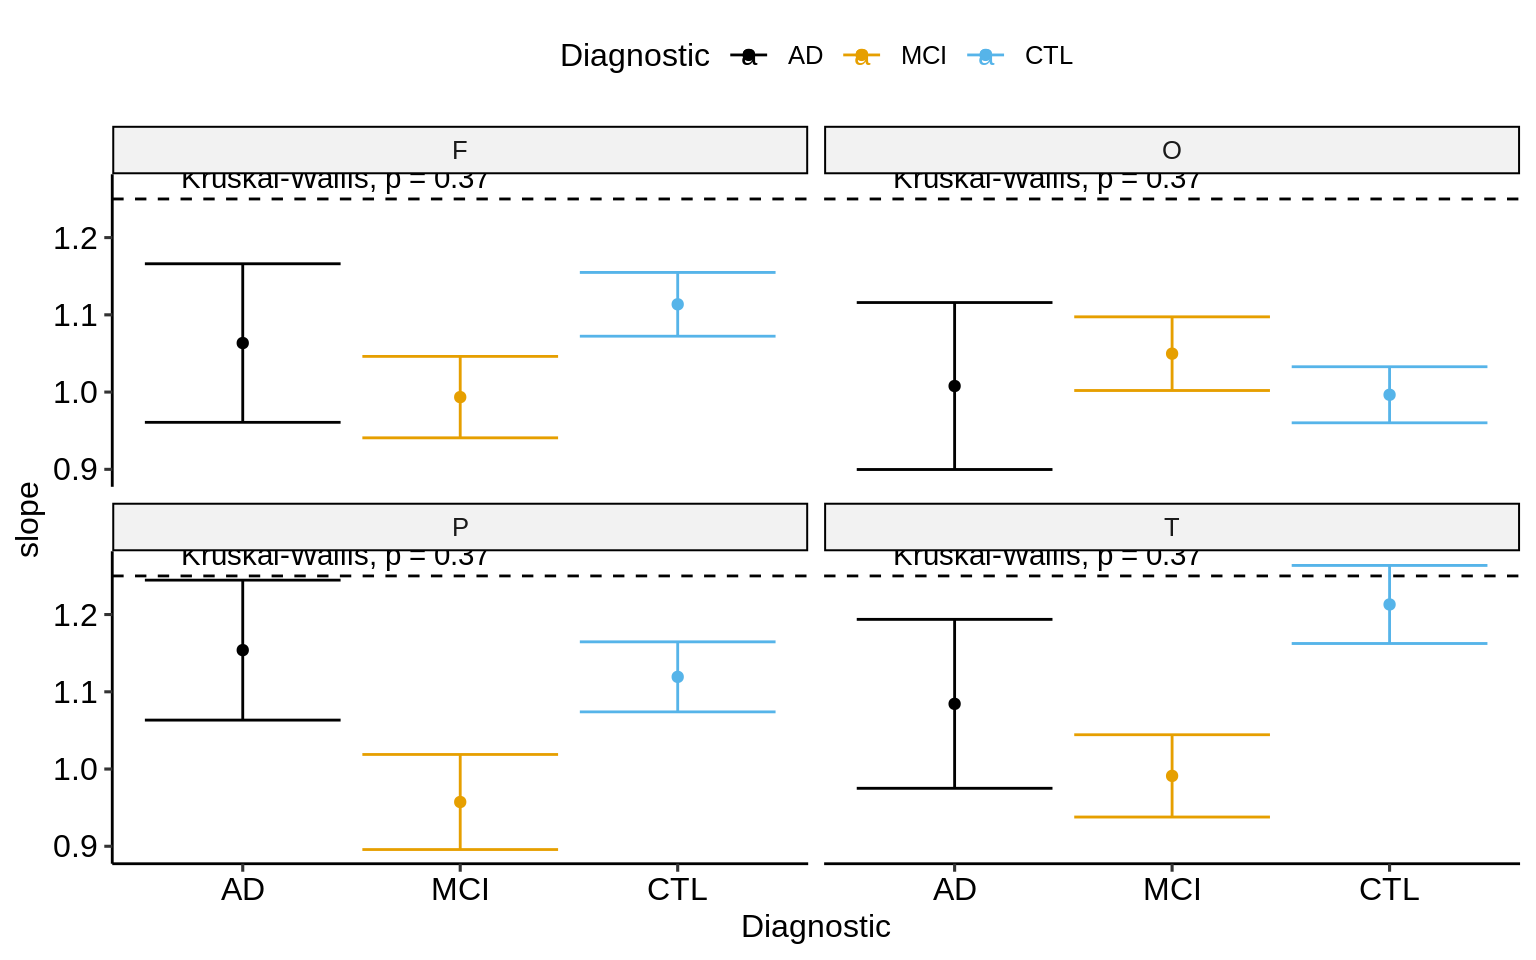 Diagnostic a AD a MCI a CTL
F
O
Kruskal-Wallis, p = 0.37
Kruskal-Wallis, p = 0.37
1.2
1.1
1.0
0.9
slope
P
T
Kruskal-Wallis, p = 0.37
Kruskal-Wallis, p = 0.37
1.2
1.1
1.0
0.9
AD MCI CTL
AD MCI CTL
Diagnostic